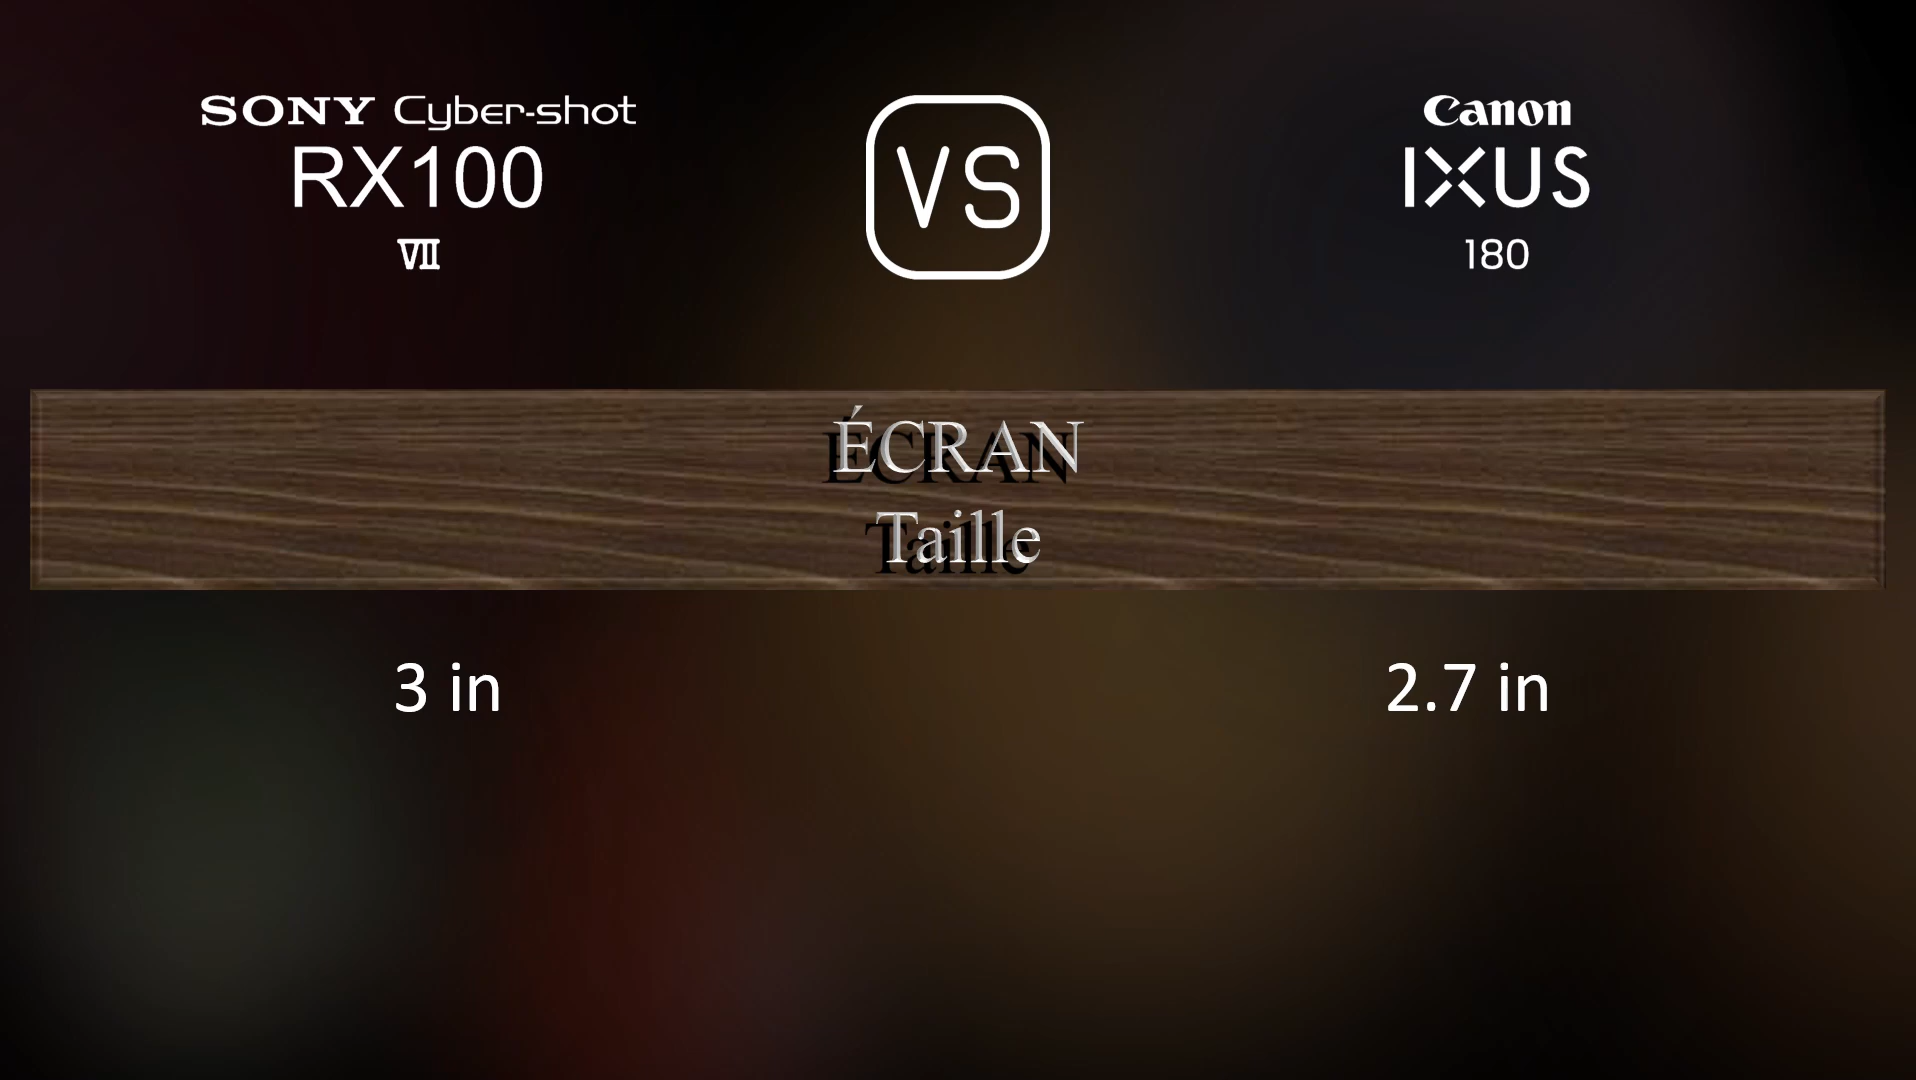 SONY Cyber-shot
RX100
VII
VS
Canon
IXUS
180
ÉCRAN
Taille
3 in
2.7 in